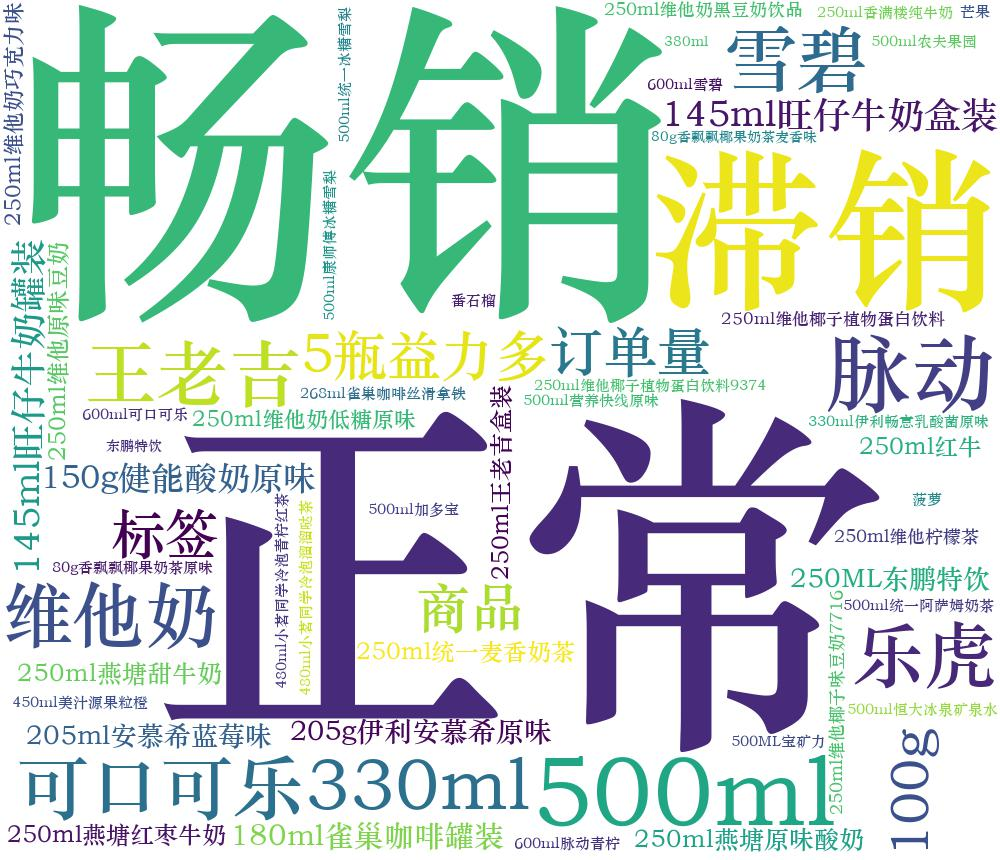 250ml维他奶巧克力味
畅销
500ml统一冰糖雪梨
500ml康师傅冰糖雪梨
250ml维他奶黑豆奶饮品
250ml香满楼纯牛奶
芒果
380ml
雪碧
500ml农夫果园
600ml雪碧
145ml旺仔牛奶盒装
80g香飘飘椰果奶茶麦香味
滞销
145ml旺仔牛奶罐装
250ml维他原味豆奶
番石榴
250ml维他椰子植物蛋白饮料
王老吉
5瓶益力多
订单量
脉动
268ml雀巢咖啡丝滑拿铁
250ml维他椰子植物蛋白饮料9374
500ml营养快线原味
600ml可口可乐
250ml维他奶低糖原味
250ml王老吉盒装
330ml伊利畅意乳酸菌原味
东鹏特饮
250ml红牛
正常
150g健能酸奶原味
480ml小茗同学冷泡青柠红茶
480ml小茗同学冷泡溜溜哒茶
500ml加多宝
菠萝
标签
250ml维他柠檬茶
80g香飘飘椰果奶茶原味
250ML东鹏特饮
维他奶
商品
250ml维他椰子味豆奶7716
500ml统一阿萨姆奶茶
250ml统一麦香奶茶
乐虎
250ml燕塘甜牛奶
450ml美汁源果粒橙
500ml恒大冰泉矿泉水
205ml安慕希蓝莓味
205g伊利安慕希原味
500ML宝矿力
100g
可口可乐330ml
500ml
250ml燕塘红枣牛奶
180ml雀巢咖啡罐装
600ml脉动青柠
250ml燕塘原味酸奶